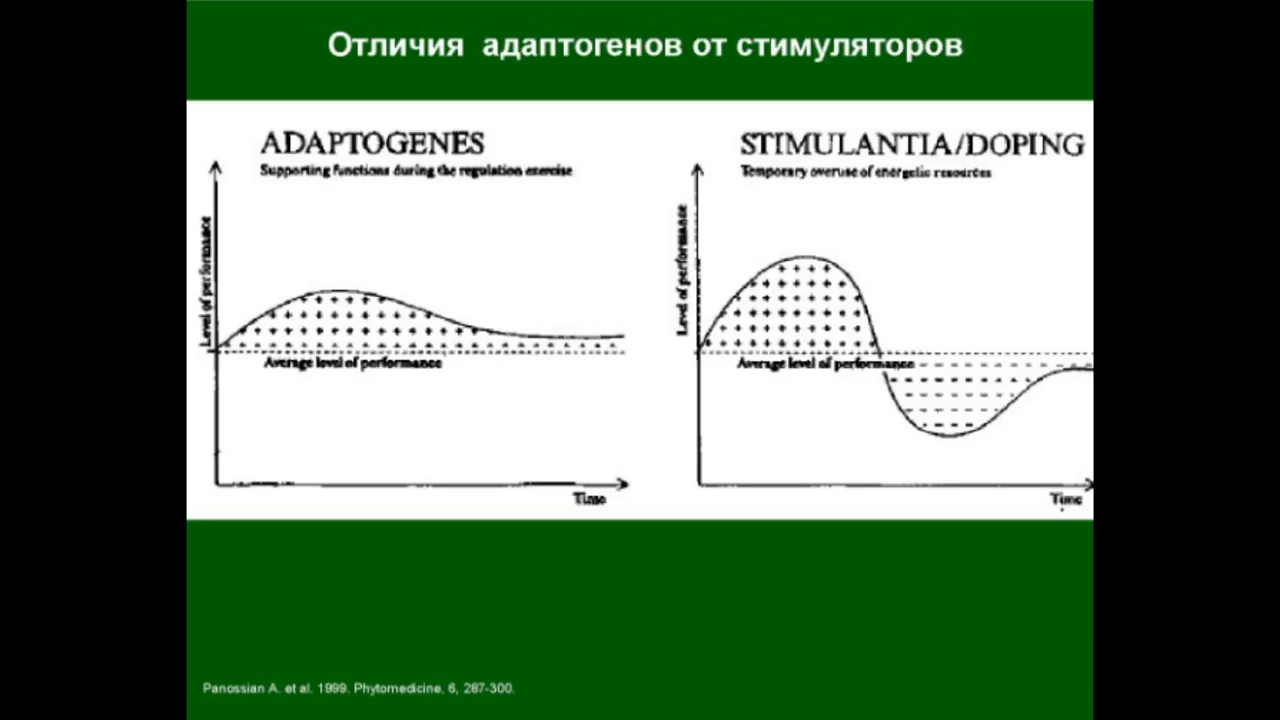 Отличия адаптогенов от стимуляторов
ADAPTOGENES
Supporting functions during the regulation exercise
Level of performance
Average level of performance
Time
STIMULANTIA/DOPING
Temporary overuse of energetic resources
Level of performance
Average level of performance
Time
Panossian A. et al. 1999. Phytomedicine, 6, 287-300.